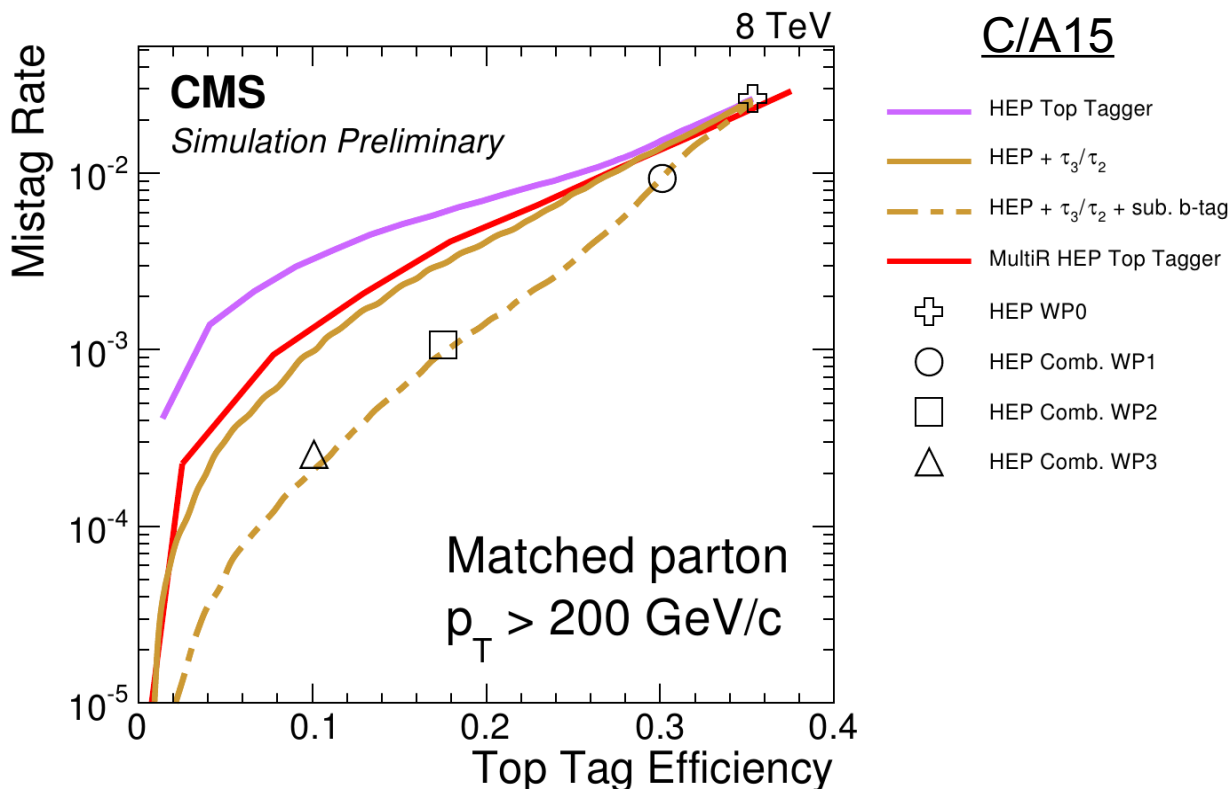 8 TeV
C/A15
CMS
Simulation Preliminary
Mistag Rate
10⁻²
10⁻³
10⁻⁴
10⁻⁵
Matched parton
p_T > 200 GeV/c
0 0.1 0.2 0.3 0.4
Top Tag Efficiency
HEP Top Tagger
HEP + τ₃/τ₂
HEP + τ₃/τ₂ + sub. b-tag
MultiR HEP Top Tagger
HEP WP0
HEP Comb. WP1
HEP Comb. WP2
HEP Comb. WP3